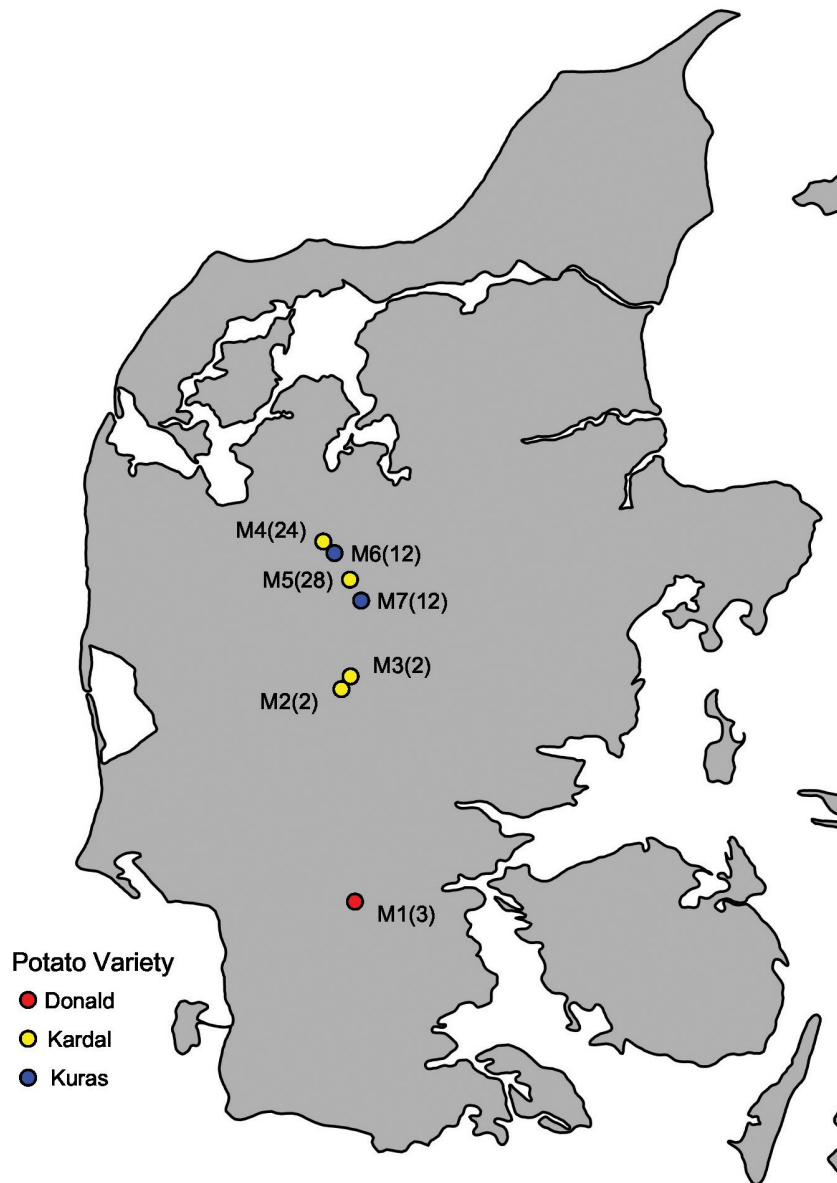 M4(24)
M6(12)
M5(28)
M7(12)
M3(2)
M2(2)
M1(3)
Potato Variety
Donald
Kardal
Kuras